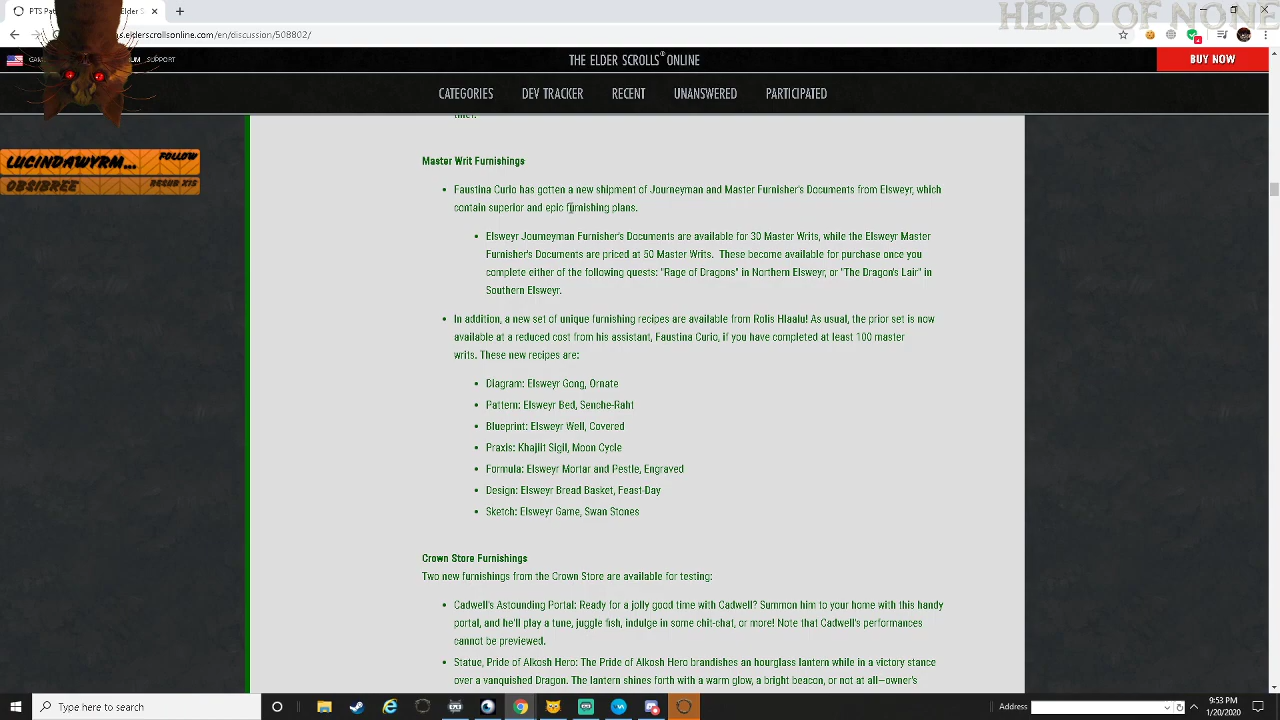 PTS Pat
Elder S
HERO OF NONE
s.elderscrollsonline.com/en/discussion/508802/
GAM
UM
SUPPORT
THE ELDER SCROLLS® ONLINE
BUY NOW
CATEGORIES
DEV TRACKER
RECENT
UNANSWERED
PARTICIPATED
LUCINDAWYRM...
FOLLOW
OBSIBREE
RESUB X15
Master Writ Furnishings
• Faustina Curio has gotten a new shipment of Journeyman and Master Furnisher's Documents from Elsweyr, which
contain superior and epic furnishing plans.
• Elsweyr Journeyman Furnisher's Documents are available for 30 Master Writs, while the Elsweyr Master
Furnisher's Documents are priced at 50 Master Writs. These become available for purchase once you
complete either of the following quests: "Rage of Dragons" in Northern Elsweyr, or "The Dragon's Lair" in
Southern Elsweyr.
• In addition, a new set of unique furnishing recipes are available from Rolis Hlaalu! As usual, the prior set is now
available at a reduced cost from his assistant, Faustina Curio, if you have completed at least 100 master
writs. These new recipes are:
• Diagram: Elsweyr Gong, Ornate
• Pattern: Elsweyr Bed, Senche-Raht
• Blueprint: Elsweyr Well, Covered
• Praxis: Khajiit Sigil, Moon Cycle
• Formula: Elsweyr Mortar and Pestle, Engraved
• Design: Elsweyr Bread Basket, Feast-Day
• Sketch: Elsweyr Game, Swan Stones
Crown Store Furnishings
Two new furnishings from the Crown Store are available for testing:
• Cadwell's Astounding Portal: Ready for a jolly good time with Cadwell? Summon him to your home with this handy
portal, and he'll play a tune, juggle fish, indulge in some chit-chat, or more! Note that Cadwell's performances
cannot be previewed.
• Statue, Pride of Alkosh Hero: The Pride of Alkosh Hero brandishes an hourglass lantern while in a victory stance
over a vanquished Dragon. The lantern shines forth with a warm glow, a bright beacon, or not at all—owner's
Type here to search
Address
9:53 PM
1/20/2020